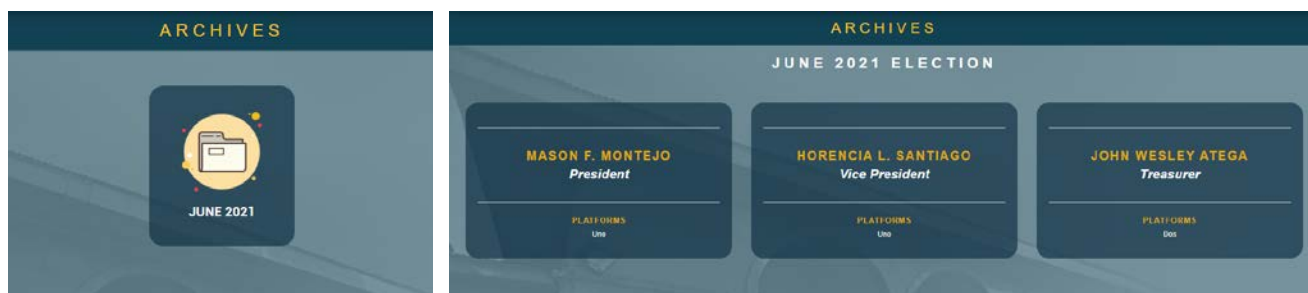 ARCHIVES
JUNE 2021
ARCHIVES
JUNE 2021 ELECTION
MASON F. MONTEJO
President
PLATFORMS
Uno
HORENCIA L. SANTIAGO
Vice President
PLATFORMS
Uno
JOHN WESLEY ATEGA
Treasurer
PLATFORMS
Dos